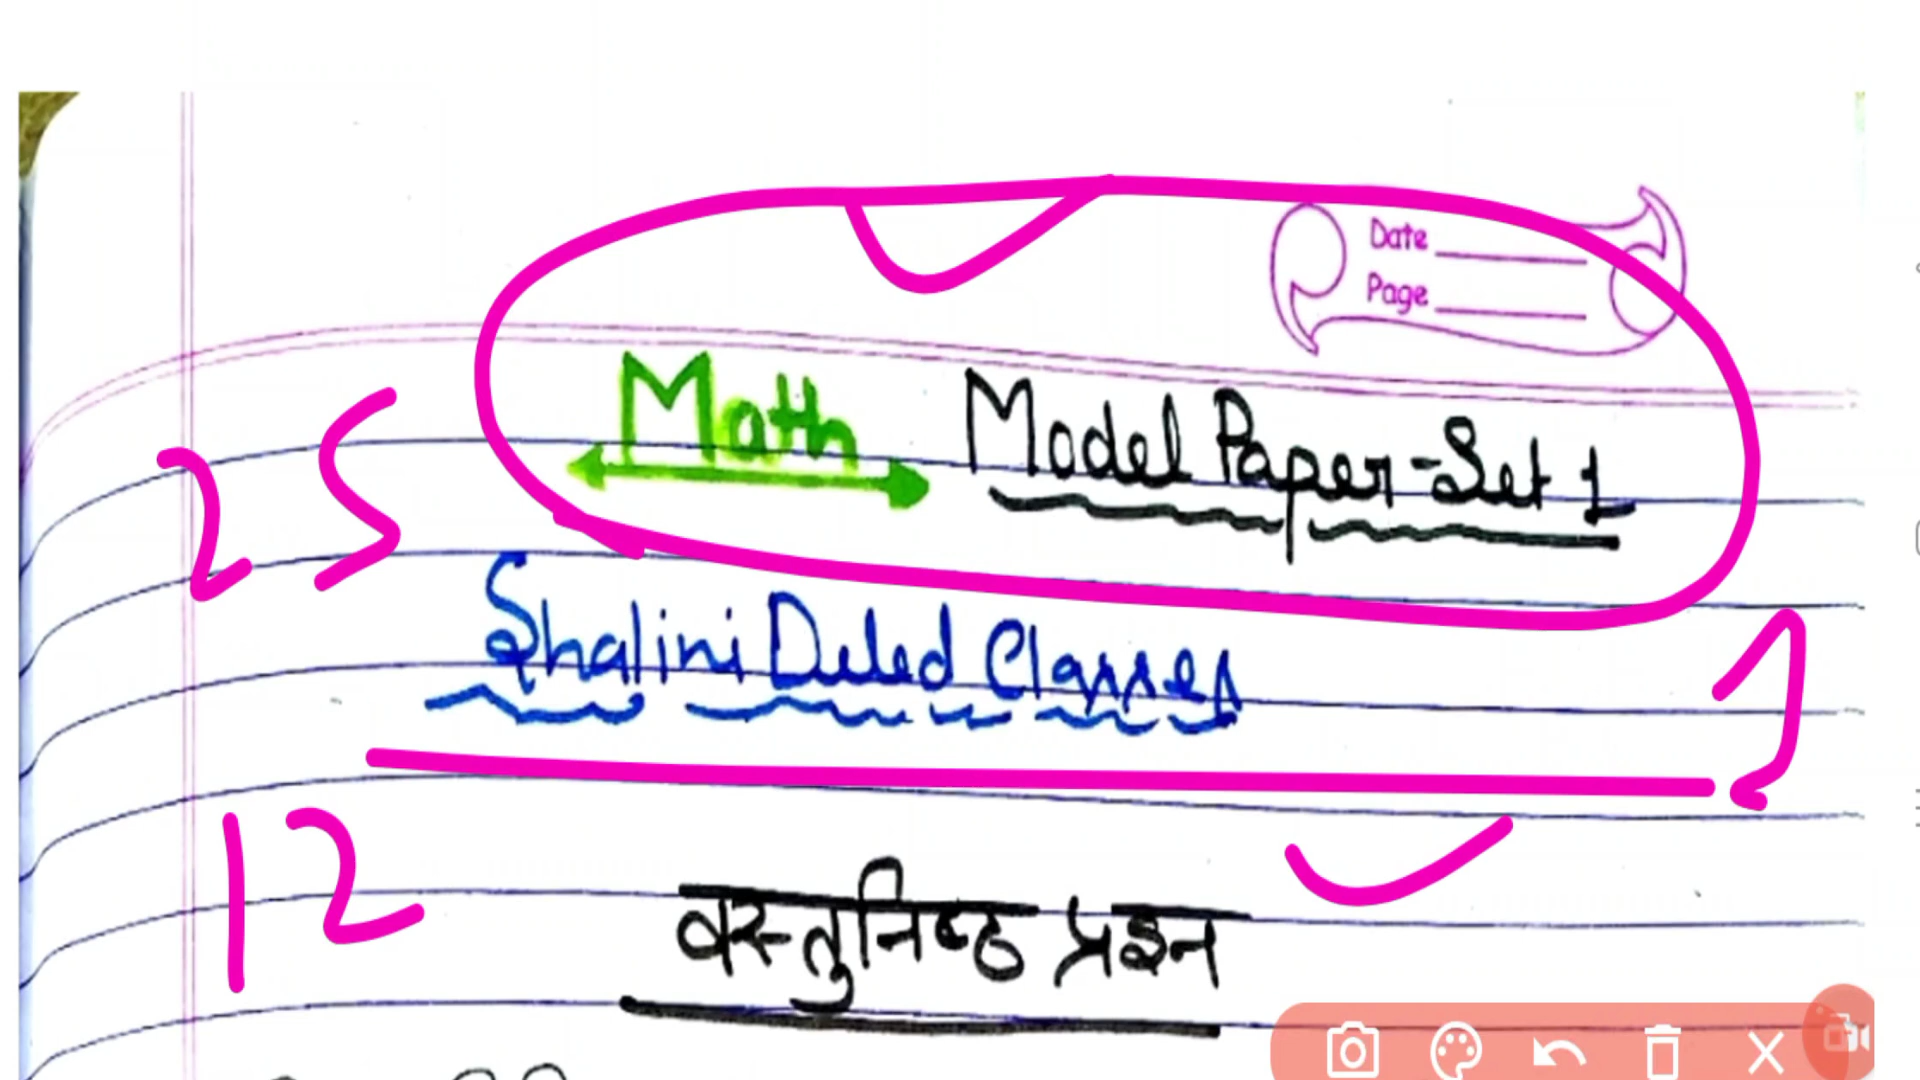 Date
Page
Math Model Paper-Set 1
25
Shalini Deled Classes
12
वस्तुनिष्ठ प्रश्न